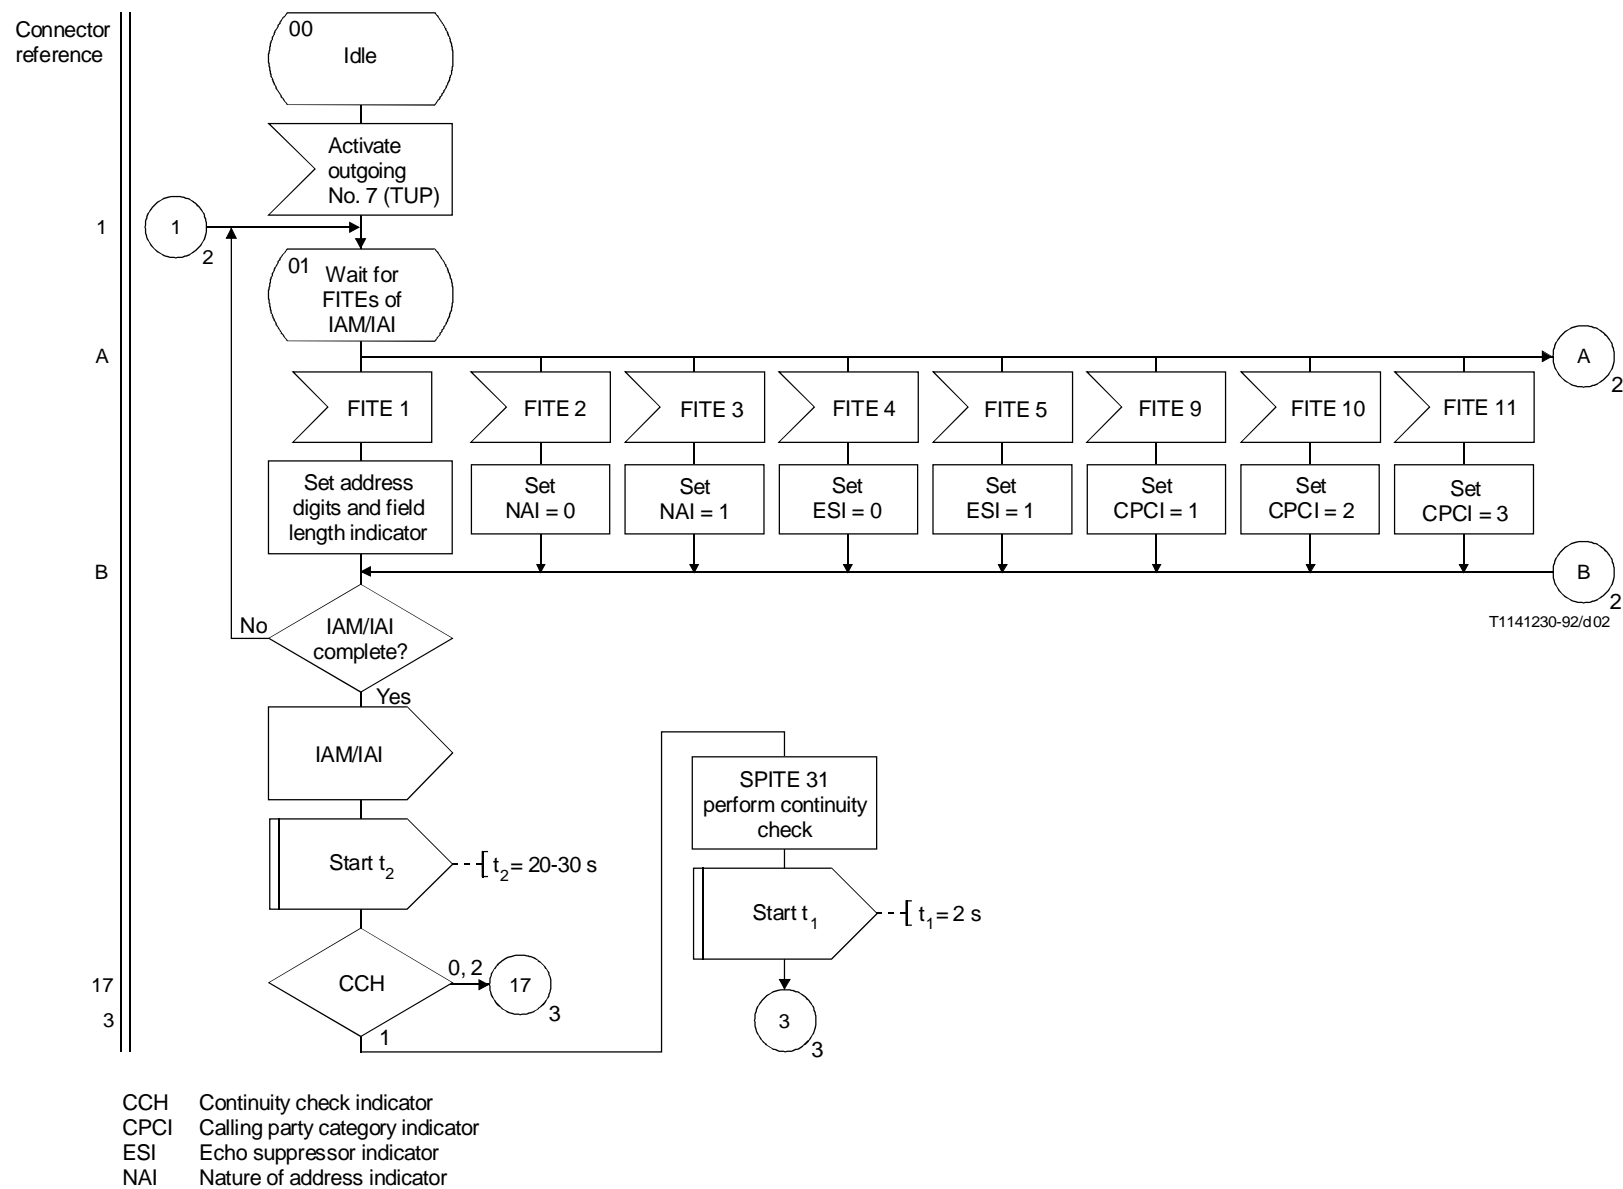 Connector
reference
00
Idle
Activate
outgoing
No. 7 (TUP)
1
1
2
01
Wait for
FITEs of
IAM/IAI
A
A
2
FITE 1
FITE 2
FITE 3
FITE 4
FITE 5
FITE 9
FITE 10
FITE 11
Set address
digits and field
length indicator
Set
NAI = 0
Set
NAI = 1
Set
ESI = 0
Set
ESI = 1
Set
CPCI = 1
Set
CPCI = 2
Set
CPCI = 3
B
B
2
T1141230-92/d02
No
IAM/IAI
complete?
Yes
IAM/IAI
Start t2
t2 = 20-30 s
SPITE 31
perform continuity
check
Start t1
t1 = 2 s
CCH
0, 2
17
3
1
17
3
3
3
CCH Continuity check indicator
CPCI Calling party category indicator
ESI Echo suppressor indicator
NAI Nature of address indicator